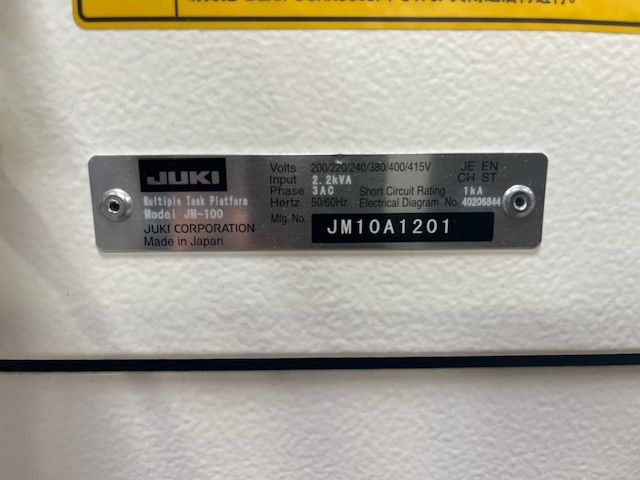 JUKI
Multiple Task Platform
Model JM-100
JUKI CORPORATION
Made in Japan
Volts 200/220/240/380/400/415V
Input 2.2kVA
Phase 3AC Short Circuit Rating 1kA
Hertz 50/60Hz Electrical Diagram No. 40206844
JE EN
CH ST
Mfg. No. JM10A1201